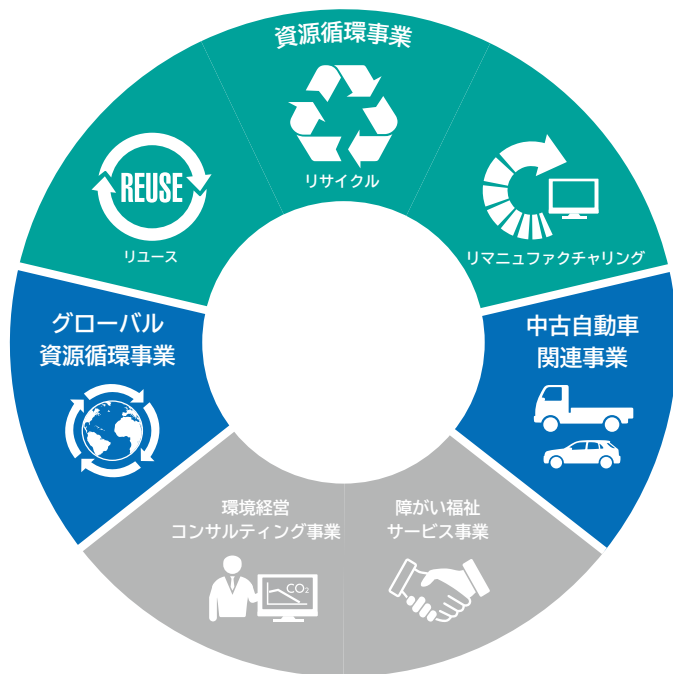 資源循環事業
リサイクル
REUSE
リユース
リマニュファクチャリング
グローバル
資源循環事業
中古自動車
関連事業
環境経営
コンサルティング事業
CO₂
障がい福祉
サービス事業